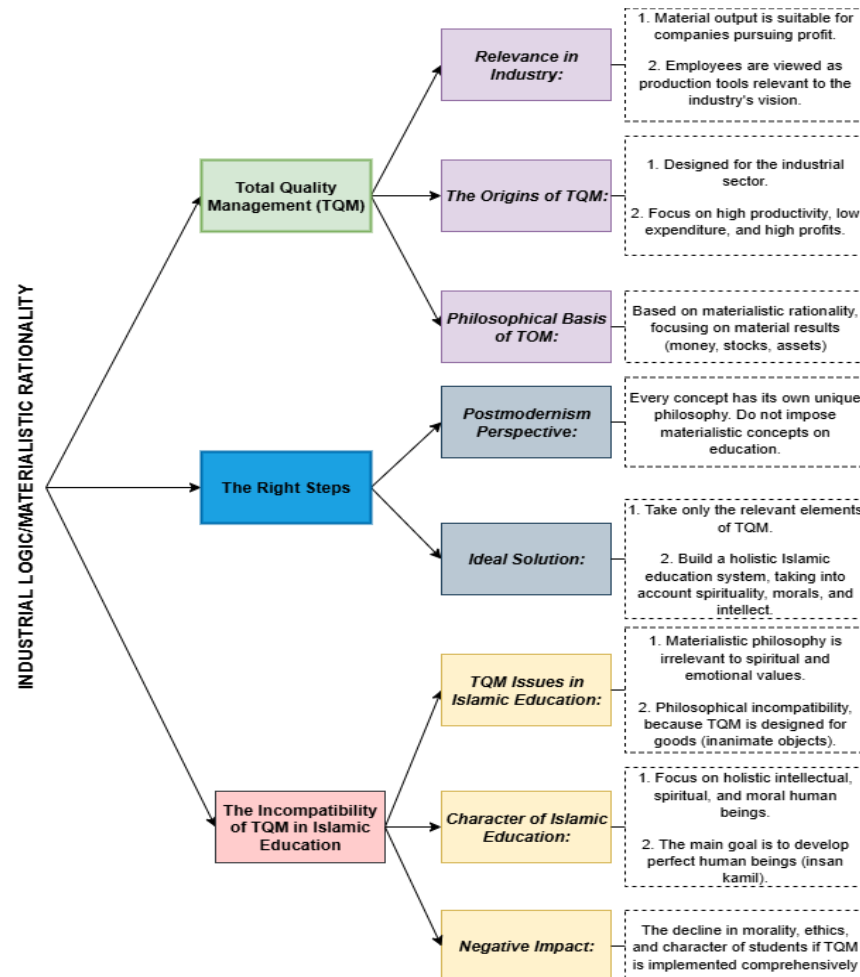 INDUSTRIAL LOGIC/MATERIALISTIC RATIONALITY
Total Quality
Management (TQM)
Relevance in
Industry:
1. Material output is suitable for
companies pursuing profit.
2. Employees are viewed as
production tools relevant to the
industry's vision.
The Origins of TQM:
1. Designed for the industrial
sector.
2. Focus on high productivity, low
expenditure, and high profits.
Philosophical Basis
of TOM:
Based on materialistic rationality,
focusing on material results
(money, stocks, assets)
The Right Steps
Postmodernism
Perspective:
Every concept has its own unique
philosophy. Do not impose
materialistic concepts on
education.
Ideal Solution:
1. Take only the relevant elements
of TQM.
2. Build a holistic Islamic
education system, taking into
account spirituality, morals, and
intellect.
The Incompatibility
of TQM in Islamic
Education
TQM Issues in
Islamic Education:
1. Materialistic philosophy is
irrelevant to spiritual and
emotional values.
2. Philosophical incompatibility,
because TQM is designed for
goods (inanimate objects).
Character of Islamic
Education:
1. Focus on holistic intellectual,
spiritual, and moral human
beings.
2. The main goal is to develop
perfect human beings (insan
kamil).
Negative Impact:
The decline in morality, ethics,
and character of students if TQM
is implemented comprehensively